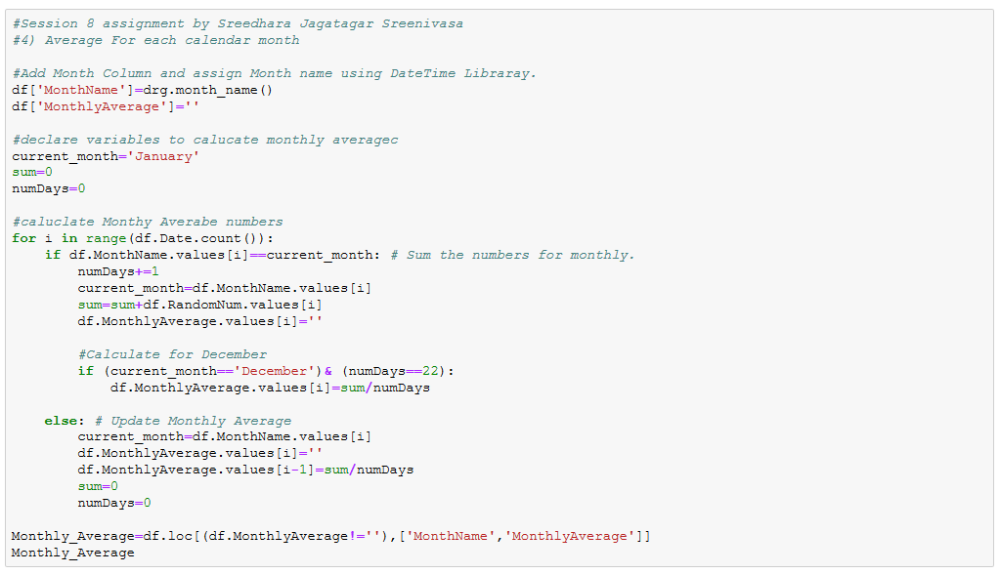 #Session 8 assignment by Sreedhara Jagatagar Sreenivasa
#4) Average For each calendar month

#Add Month Column and assign Month name using DateTime Libraray.
df['MonthName']=drg.month_name()
df['MonthlyAverage']=''

#declare variables to calucate monthly averagec
current_month='January'
sum=0
numDays=0

#caluclate Monthy Averabe numbers
for i in range(df.Date.count()):
    if df.MonthName.values[i]==current_month: # Sum the numbers for monthly.
        numDays+=1
        current_month=df.MonthName.values[i]
        sum=sum+df.RandomNum.values[i]
        df.MonthlyAverage.values[i]=''

        #Calculate for December
        if (current_month=='December')& (numDays==22):
            df.MonthlyAverage.values[i]=sum/numDays

    else: # Update Monthly Average
        current_month=df.MonthName.values[i]
        df.MonthlyAverage.values[i]=''
        df.MonthlyAverage.values[i-1]=sum/numDays
        sum=0
        numDays=0

Monthly_Average=df.loc[(df.MonthlyAverage!=''),['MonthName','MonthlyAverage']]
Monthly_Average